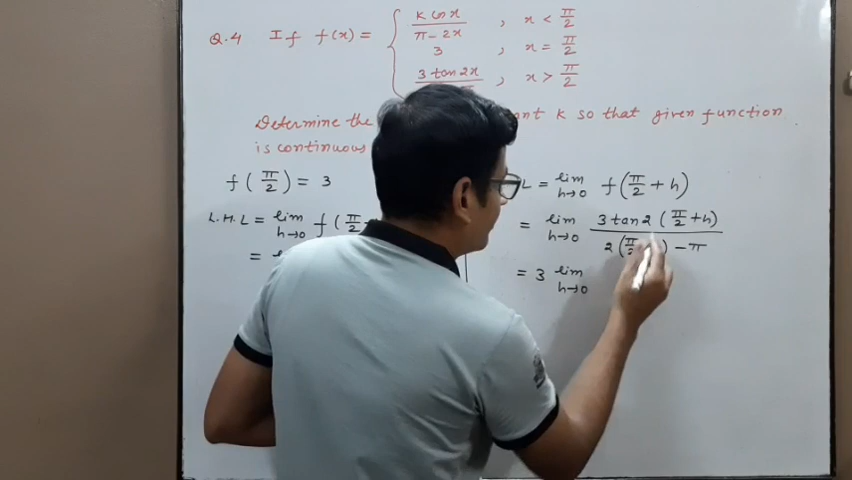 Q.4 If f(x) = { k cos x / π - 2x , x < π/2
3 , x = π/2
3 tan 2x , x > π/2
Determine the k so that given function
is continuous
f(π/2) = 3
L.H.L = lim h→0 f(π/2
=
L = lim h→0 f(π/2 + h)
= lim h→0 3 tan 2(π/2 + h) / 2(π/2 ) - π
= 3 lim h→0